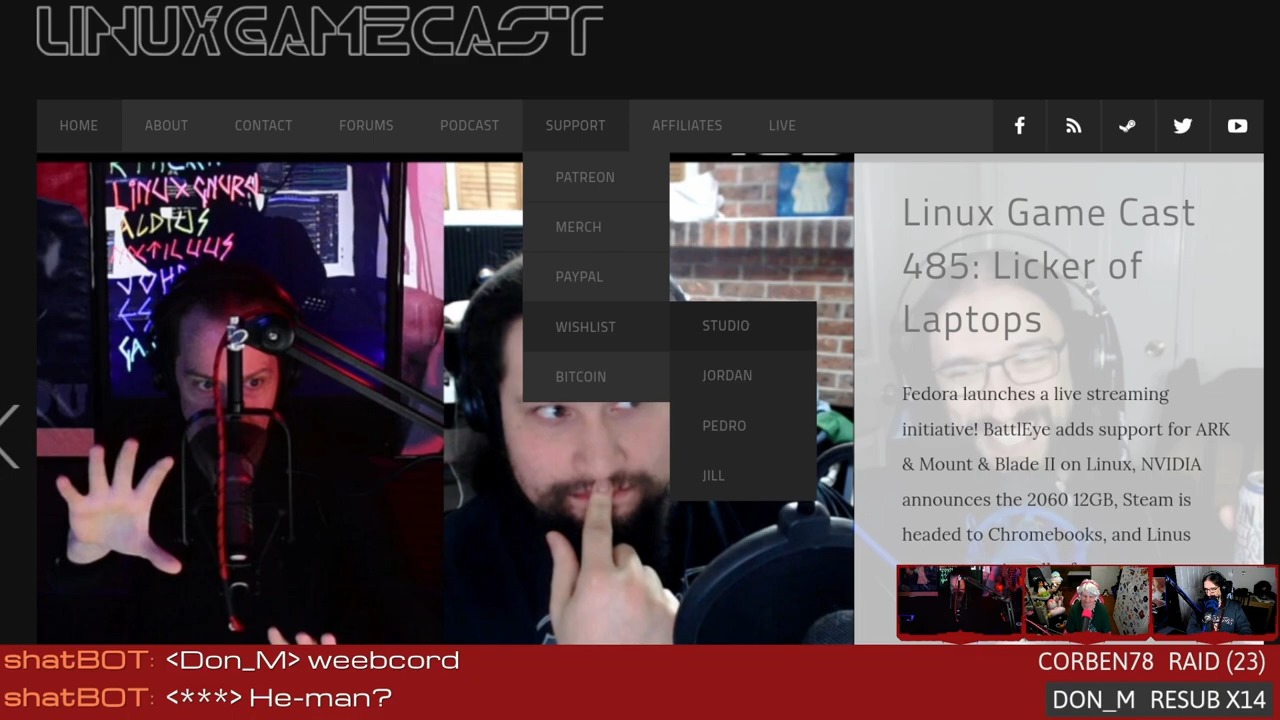 LINUXGAMECAST
HOME ABOUT CONTACT FORUMS PODCAST SUPPORT AFFILIATES LIVE
PATREON
MERCH
PAYPAL
WISHLIST
BITCOIN
STUDIO
JORDAN
PEDRO
JILL
LINUX GNURU
ALDIUS
Linux Game Cast
485: Licker of
Laptops
Fedora launches a live streaming
initiative! BattlEye adds support for ARK
& Mount & Blade II on Linux, NVIDIA
announces the 2060 12GB, Steam is
headed to Chromebooks, and Linus
shatBOT: <Don_M> weebcord
shatBOT: <***> He-man?
CORBEN78 RAID (23)
DON_M RESUB X14